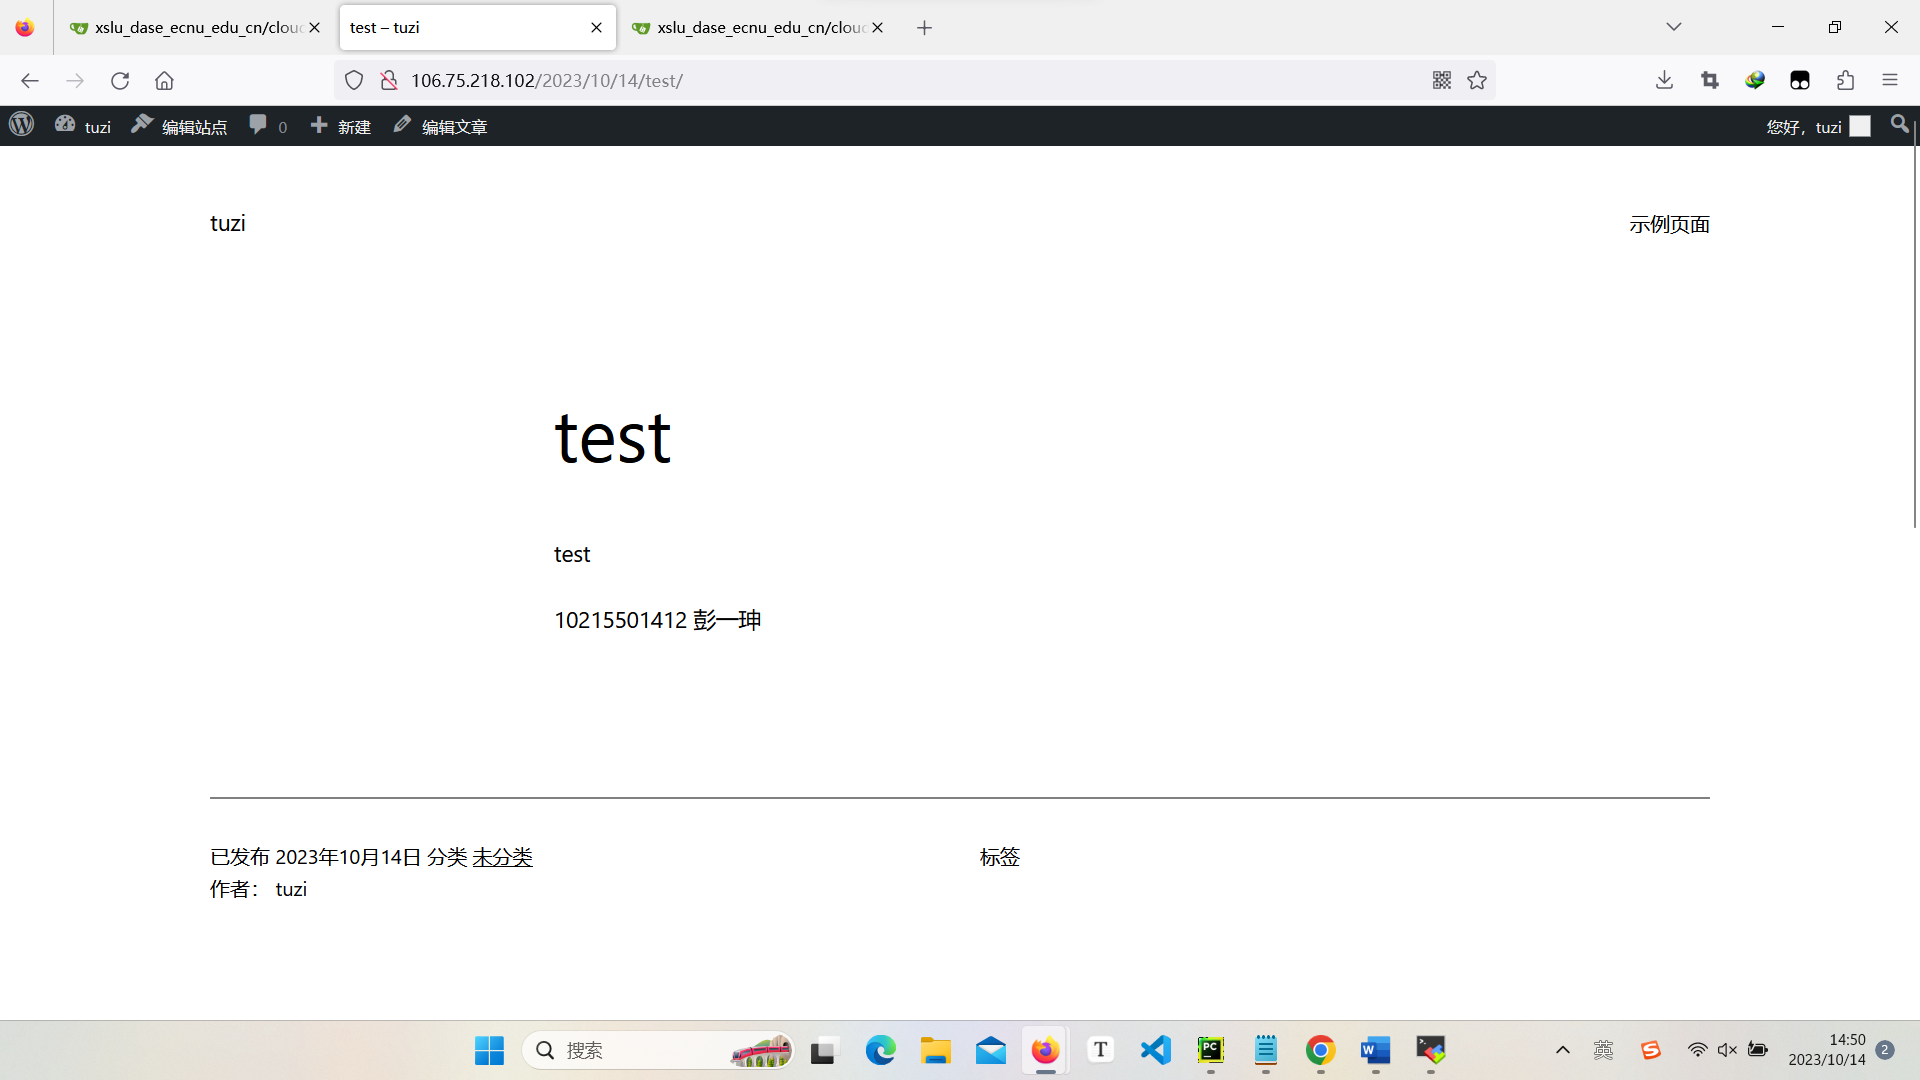 xslu_dase_ecnu_edu_cn/clouc
test – tuzi
xslu_dase_ecnu_edu_cn/clouc
106.75.218.102/2023/10/14/test/
tuzi
编辑站点
0
新建
编辑文章
您好，tuzi
tuzi
示例页面
test
test
10215501412 彭一珅
已发布 2023年10月14日 分类 未分类
标签
作者： tuzi
搜索
T
PC
W
英
S
14:50
2023/10/14
2